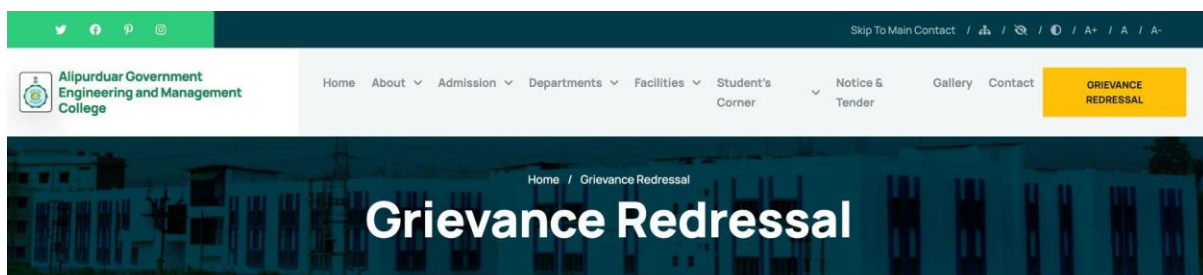 Skip To Main Contact / / / / A+ / A / A-
Alipurduar Government
Engineering and Management
College
Home About Admission Departments Facilities Student's
Corner
Notice &
Tender
Gallery Contact
GRIEVANCE
REDRESSAL
Home / Grievance Redressal
Grievance Redressal